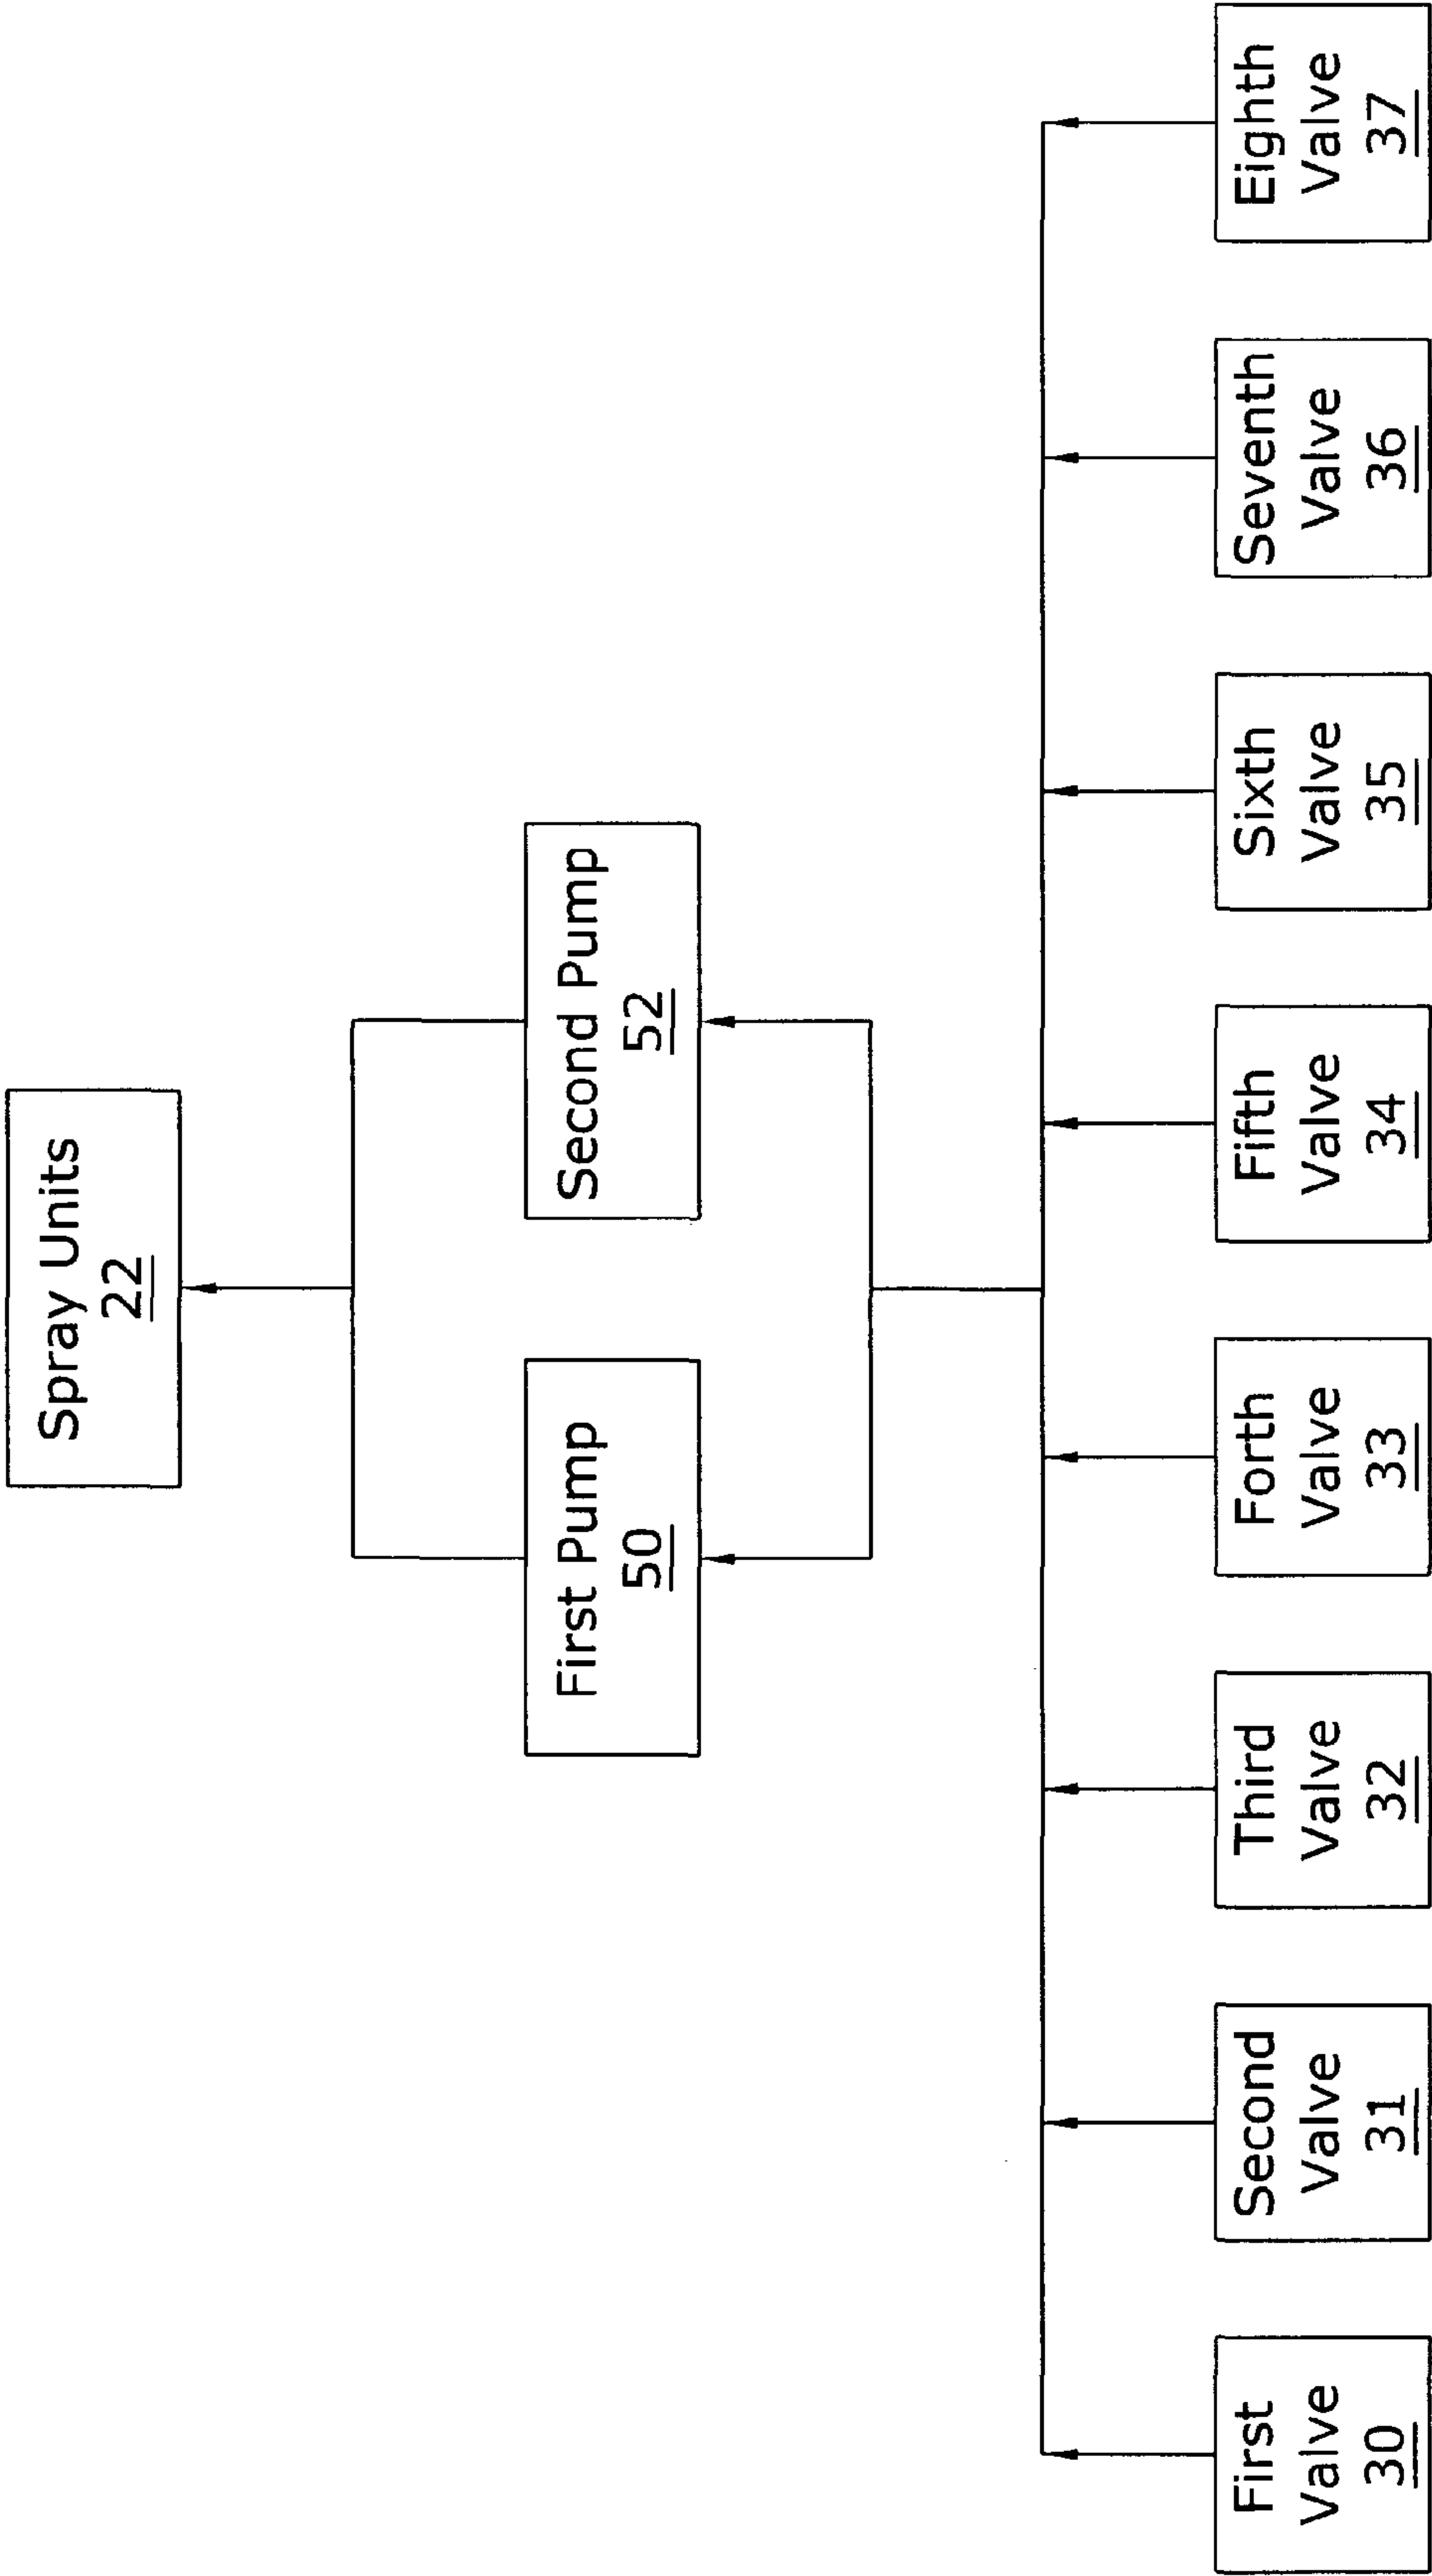 Spray Units
22
First Pump
50
Second Pump
52
First
Valve
30
Second
Valve
31
Third
Valve
32
Forth
Valve
33
Fifth
Valve
34
Sixth
Valve
35
Seventh
Valve
36
Eighth
Valve
37